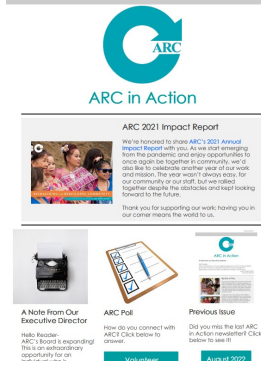 ARC
ARC in Action
ARC 2021 Impact Report
We're honored to share ARC's 2021 Annual
Impact Report with you. As we start emerging
from the pandemic and enjoy opportunities to
once again be together in community, we'd
also like to celebrate another year of our work
and mission. The year wasn't always easy, for
our community or our staff, but we rallied
together despite the obstacles and kept looking
forward to the future.
Thank you for supporting our work; having you in
our corner means the world to us.
A Note From Our
Executive Director
Hello Reader-
ARC's Board is expanding!
This is an extraordinary
opportunity for an
ARC Poll
How do you connect with
ARC? Click below to
answer.
Volunteer
ARC in Action
Previous Issue
Did you miss the last ARC
in Action newsletter? Click
below to see it!
August 2022